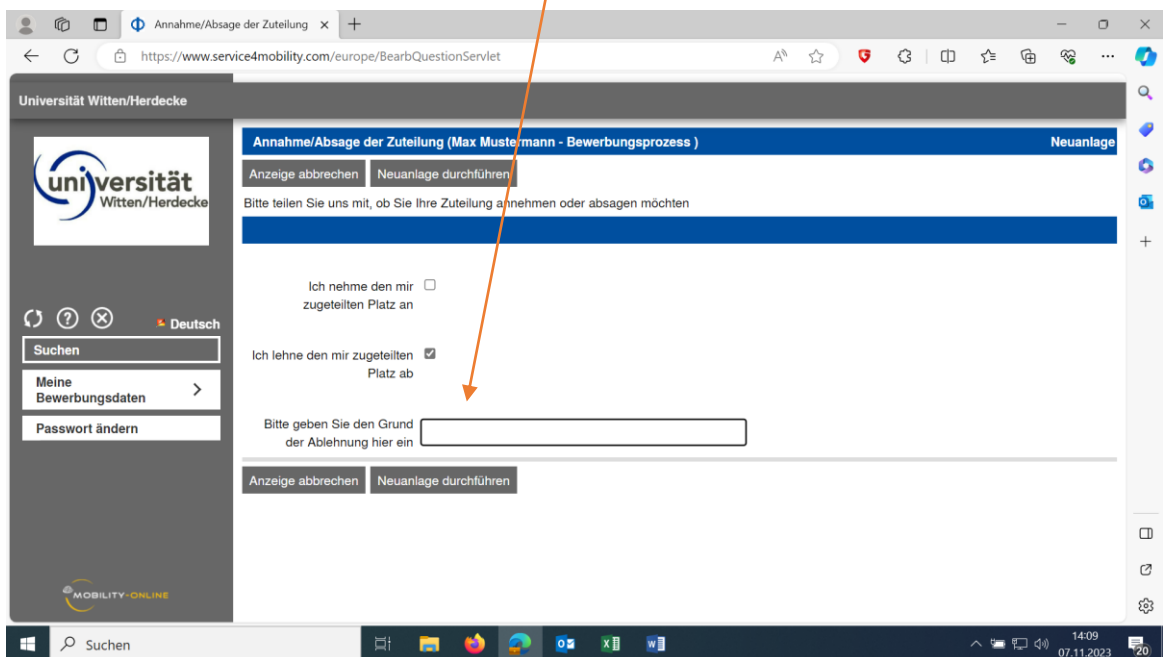 Annahme/Absage der Zuteilung
https://www.service4mobility.com/europe/BearbQuestionServlet
Universität Witten/Herdecke
universität
Witten/Herdecke
Deutsch
Suchen
Meine
Bewerbungsdaten
Passwort ändern
MOBILITY-ONLINE
Annahme/Absage der Zuteilung (Max Mustermann - Bewerbungsprozess )
Neuanlage
Anzeige abbrechen
Neuanlage durchführen
Bitte teilen Sie uns mit, ob Sie Ihre Zuteilung annehmen oder absagen möchten
Ich nehme den mir
zugeteilten Platz an
Ich lehne den mir zugeteilten
Platz ab
Bitte geben Sie den Grund
der Ablehnung hier ein
Anzeige abbrechen
Neuanlage durchführen
Suchen
14:09
07.11.2023
20